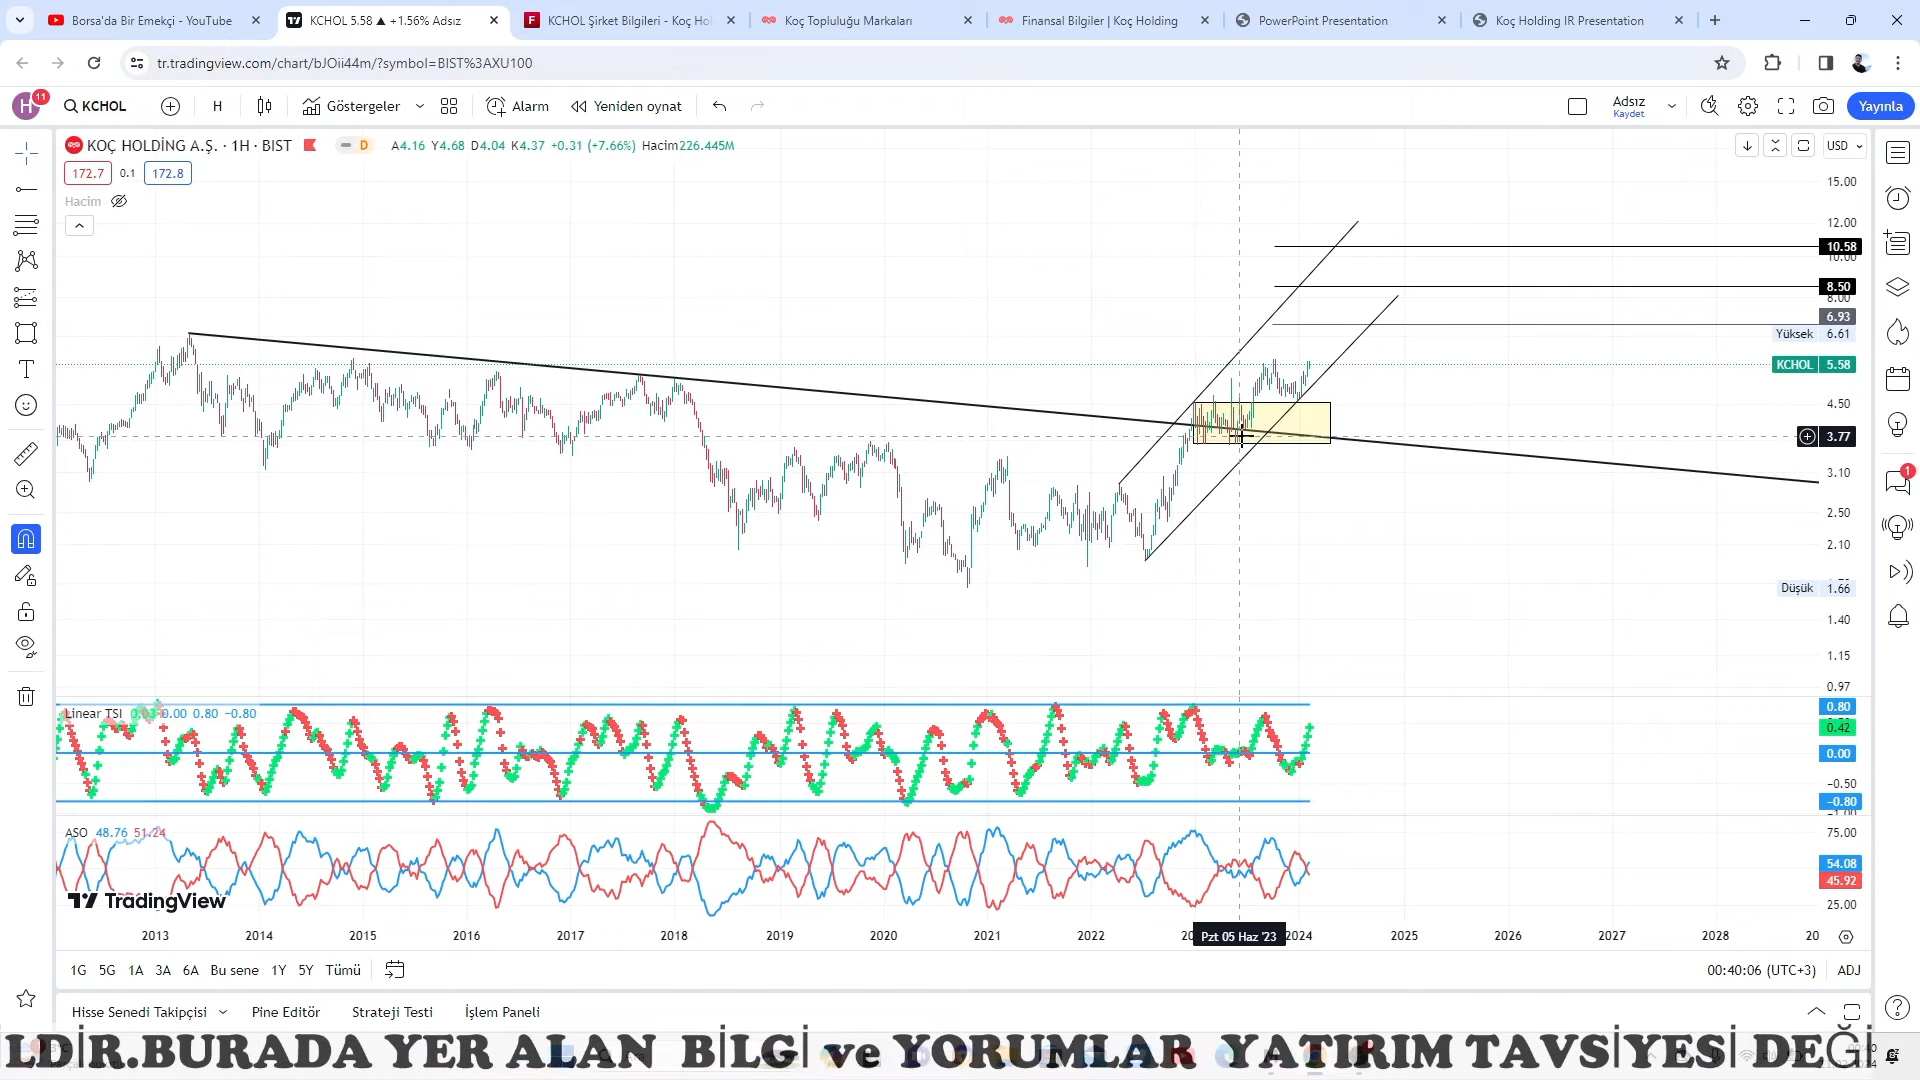 Borsa'da Bir Emekçi - YouTube
KCHOL 5.58 ▲ +1.56% Adsız
KCHOL Şirket Bilgileri - Koç Hol
Koç Topluluğu Markaları
Finansal Bilgiler | Koç Holding
PowerPoint Presentation
Koç Holding IR Presentation
tr.tradingview.com/chart/bJOii44m/?symbol=BIST%3AXU100
H 11 KCHOL H Göstergeler Alarm Yeniden oynat Adsız Yayınla
Kaydet
KOÇ HOLDİNG A.Ş. · 1H · BIST D A4.16 Y4.68 D4.04 K4.37 +0.31 (+7.66%) Hacim226.445M USD
172.7 0.1 172.8
Hacim
15.00
12.00
10.58
10.00
8.50
8.00
6.93
Yüksek 6.61
KCHOL 5.58
4.50
3.77
3.10
2.50
2.10
Düşük 1.66
1.40
1.15
0.97
Linear TSI 0.03 0.00 0.80 −0.80
0.80
0.42
0.00
−0.50
−0.80
ASO 48.76 51.24
75.00
54.08
45.92
25.00
TradingView
2013 2014 2015 2016 2017 2018 2019 2020 2021 2022 Pzt 05 Haz '23 2024 2025 2026 2027 2028 20
1G 5G 1A 3A 6A Bu sene 1Y 5Y Tümü 00:40:06 (UTC+3) ADJ
Hisse Senedi Takipçisi Pine Editör Strateji Testi İşlem Paneli
1
LDİR.BURADA YER ALAN BİLGİ ve YORUMLAR YATIRIM TAVSİYESİ DEĞİ